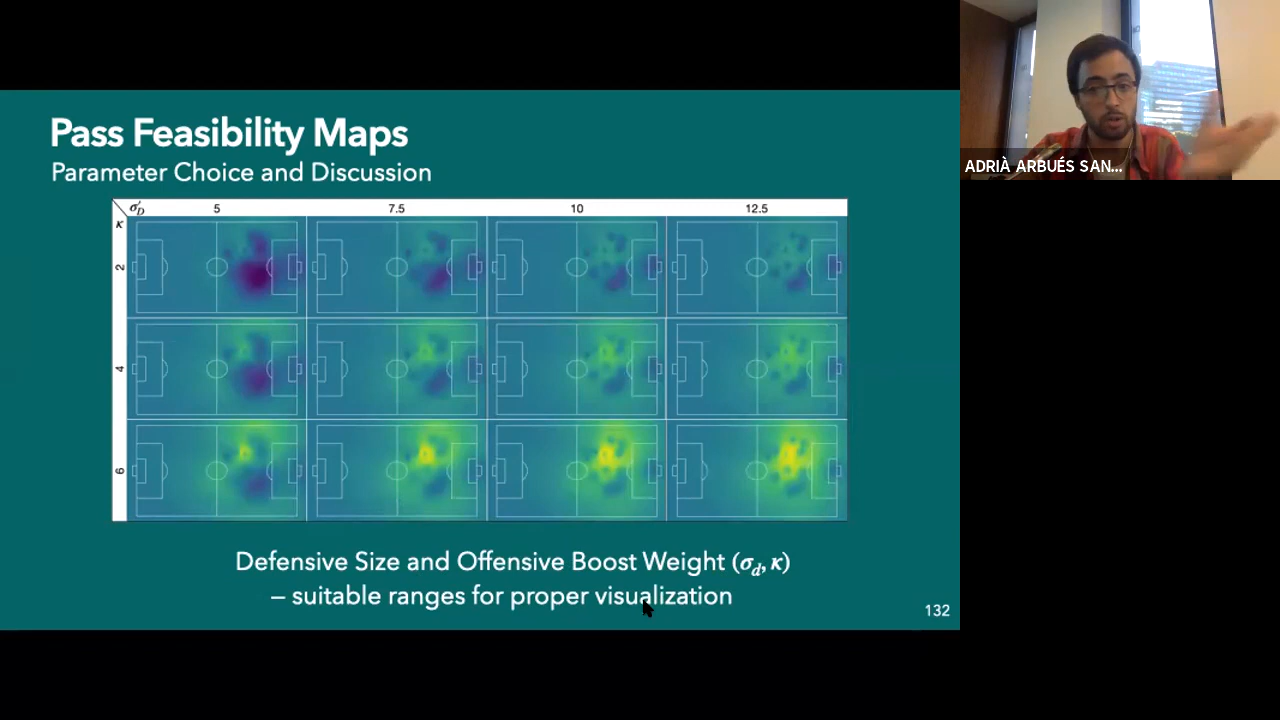 Pass Feasibility Maps
Parameter Choice and Discussion
σ'D 5 7.5 10 12.5
κ
2
4
6
Defensive Size and Offensive Boost Weight (σd, κ)
– suitable ranges for proper visualization
132
ADRIÀ ARBUÉS SAN...